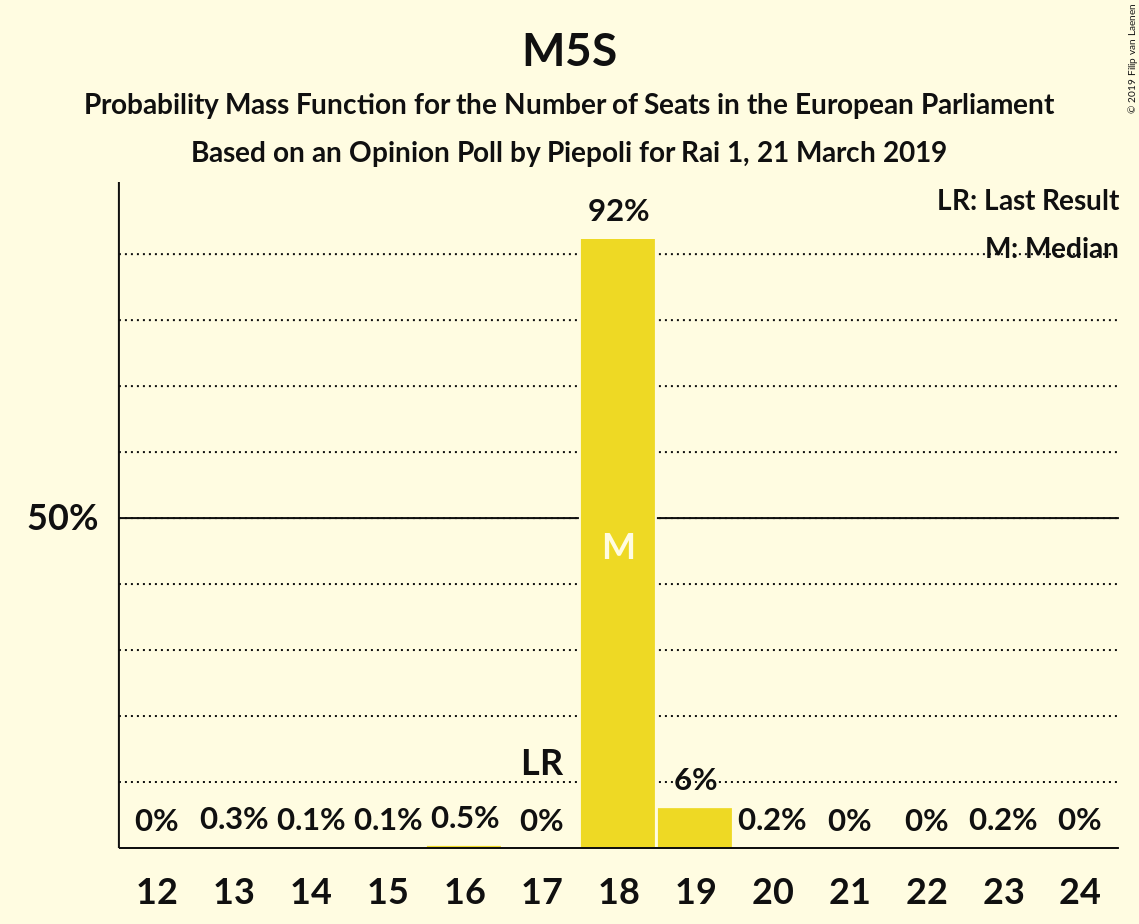 M5S
Probability Mass Function for the Number of Seats in the European Parliament
Based on an Opinion Poll by Piepoli for Rai 1, 21 March 2019
© 2019 Filip van Laenen
LR: Last Result
M: Median
92%
50%
M
LR
6%
0% 0.3% 0.1% 0.1% 0.5% 0% 0.2% 0% 0% 0.2% 0%
12 13 14 15 16 17 18 19 20 21 22 23 24